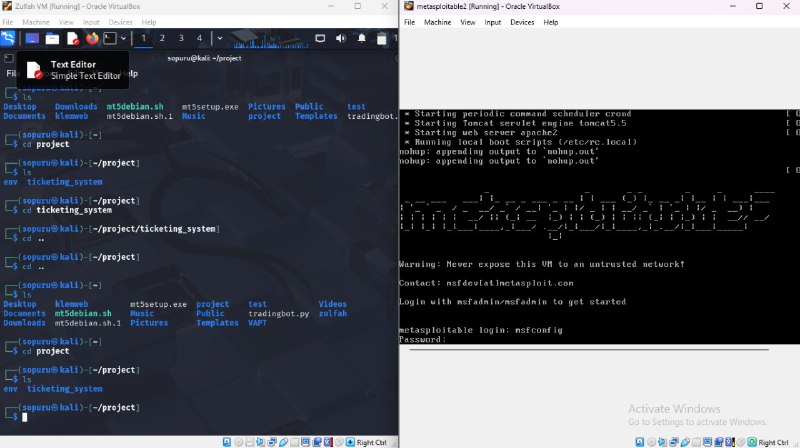 Zulfah VM [Running] - Oracle VirtualBox
File Machine View Input Devices Help
1 2 3 4
sopuru@kali: ~/project
Text Editor
Simple Text Editor
Help
$ ls
Desktop Downloads mt5debian.sh mt5setup.exe Pictures Public test
Documents klemweb mt5debian.sh.1 Music project Templates tradingbot.
(sopuru㉿kali)-[~]
$ cd project
(sopuru㉿kali)-[~/project]
$ ls
env ticketing_system
(sopuru㉿kali)-[~/project]
$ cd ticketing_system
(sopuru㉿kali)-[~/project/ticketing_system]
$ cd ..
(sopuru㉿kali)-[~/project]
$ cd ..
(sopuru㉿kali)-[~]
$ ls
Desktop klemweb mt5setup.exe project test Videos
Documents mt5debian.sh Music Public tradingbot.py zulfah
Downloads mt5debian.sh.1 Pictures Templates VAPT
(sopuru㉿kali)-[~]
$ cd project
(sopuru㉿kali)-[~/project]
$ ls
env ticketing_system
(sopuru㉿kali)-[~/project]
$
Right Ctrl
metasploitable2 [Running] - Oracle VirtualBox
File Machine View Input Devices Help
* Starting periodic command scheduler crond [ O
* Starting Tomcat servlet engine tomcat5.5 [ O
* Starting web server apache2 [ O
* Running local boot scripts (/etc/rc.local)
nohup: appending output to `nohup.out'
nohup: appending output to `nohup.out'
[ O
metasploitable2
Warning: Never expose this VM to an untrusted network!
Contact: msfdev[at]metasploit.com
Login with msfadmin/msfadmin to get started
metasploitable login: msfconfig
Password:
Activate Windows
Go to Settings to activate Windows.
Right Ctrl